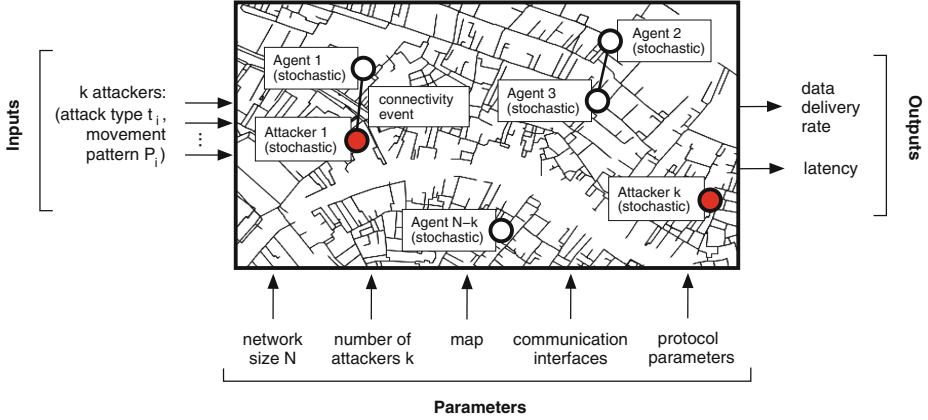 Inputs
k attackers:
(attack type t i ,
movement
pattern P i )
Agent 1
(stochastic)
connectivity
event
Attacker 1
(stochastic)
Agent 2
(stochastic)
Agent 3
(stochastic)
Attacker k
(stochastic)
Agent N−k
(stochastic)
data
delivery
rate
latency
Outputs
network
size N
number of
attackers k
map
communication
interfaces
protocol
parameters
Parameters